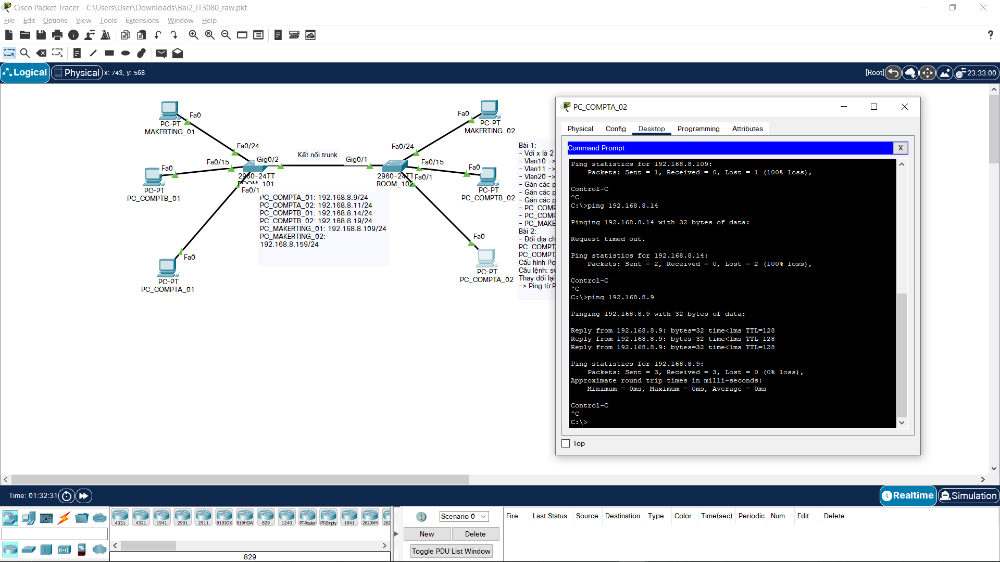 Cisco Packet Tracer - C:\Users\User\Downloads\Bai2_IT3080_raw.pkt
File Edit Options View Tools Extensions Window Help
Logical
Physical
x: 743, y: 568
[Root]
23:33:00
Fa0
PC-PT
MAKERTING_01
Fa0/24
Fa0/15
Gig0/2
Fa0
PC-PT
PC_COMPTB_01
2960-24TT
ROOM_101
Fa0/1
Kết nối trunk
Gig0/1
Fa0
PC-PT
MAKERTING_02
Fa0/24
Fa0/15
Fa0
2960-24TT
ROOM_102
Fa0/1
PC-PT
PC_COMPTB_02
PC_COMPTA_01: 192.168.8.9/24
PC_COMPTA_02: 192.168.8.11/24
PC_COMPTB_01: 192.168.8.14/24
PC_COMPTB_02: 192.168.8.19/24
PC_MAKERTING_01: 192.168.8.109/24
PC_MAKERTING_02:
192.168.8.159/24
Fa0
PC-PT
PC_COMPTA_01
Fa0
PC-PT
PC_COMPTA_02
Bài 1:
- Với x là 2
- Vlan10 ->
- Vlan11 ->
- Vlan20 ->
- Gán các p
- Gán các p
- Gán các p
- PC_COMP
- PC_COMP
- PC_MAKE
Bài 2:
- Đổi địa ch
PC_COMPT
PC_COMPT
Cấu hình Po
Câu lệnh: sw
Thay đổi lại
-> Ping từ P
PC_COMPTA_02
Physical Config Desktop Programming Attributes
Command Prompt
X
Ping statistics for 192.168.8.109:
Packets: Sent = 1, Received = 0, Lost = 1 (100% loss),
Control-C
^C
C:\>ping 192.168.8.14
Pinging 192.168.8.14 with 32 bytes of data:
Request timed out.
Ping statistics for 192.168.8.14:
Packets: Sent = 2, Received = 0, Lost = 2 (100% loss),
Control-C
^C
C:\>ping 192.168.8.9
Pinging 192.168.8.9 with 32 bytes of data:
Reply from 192.168.8.9: bytes=32 time<1ms TTL=128
Reply from 192.168.8.9: bytes=32 time<1ms TTL=128
Reply from 192.168.8.9: bytes=32 time<1ms TTL=128
Ping statistics for 192.168.8.9:
Packets: Sent = 3, Received = 3, Lost = 0 (0% loss),
Approximate round trip times in milli-seconds:
Minimum = 0ms, Maximum = 0ms, Average = 0ms
Control-C
^C
C:\>
Top
Time: 01:32:31
Realtime
Simulation
4331 4321 1941 2901 2911 819IOX 819HGW 829 1240 PT-Router PT-Empty 1841 2620XM 262
829
Scenario 0
New
Delete
Toggle PDU List Window
Fire Last Status Source Destination Type Color Time(sec) Periodic Num Edit Delete